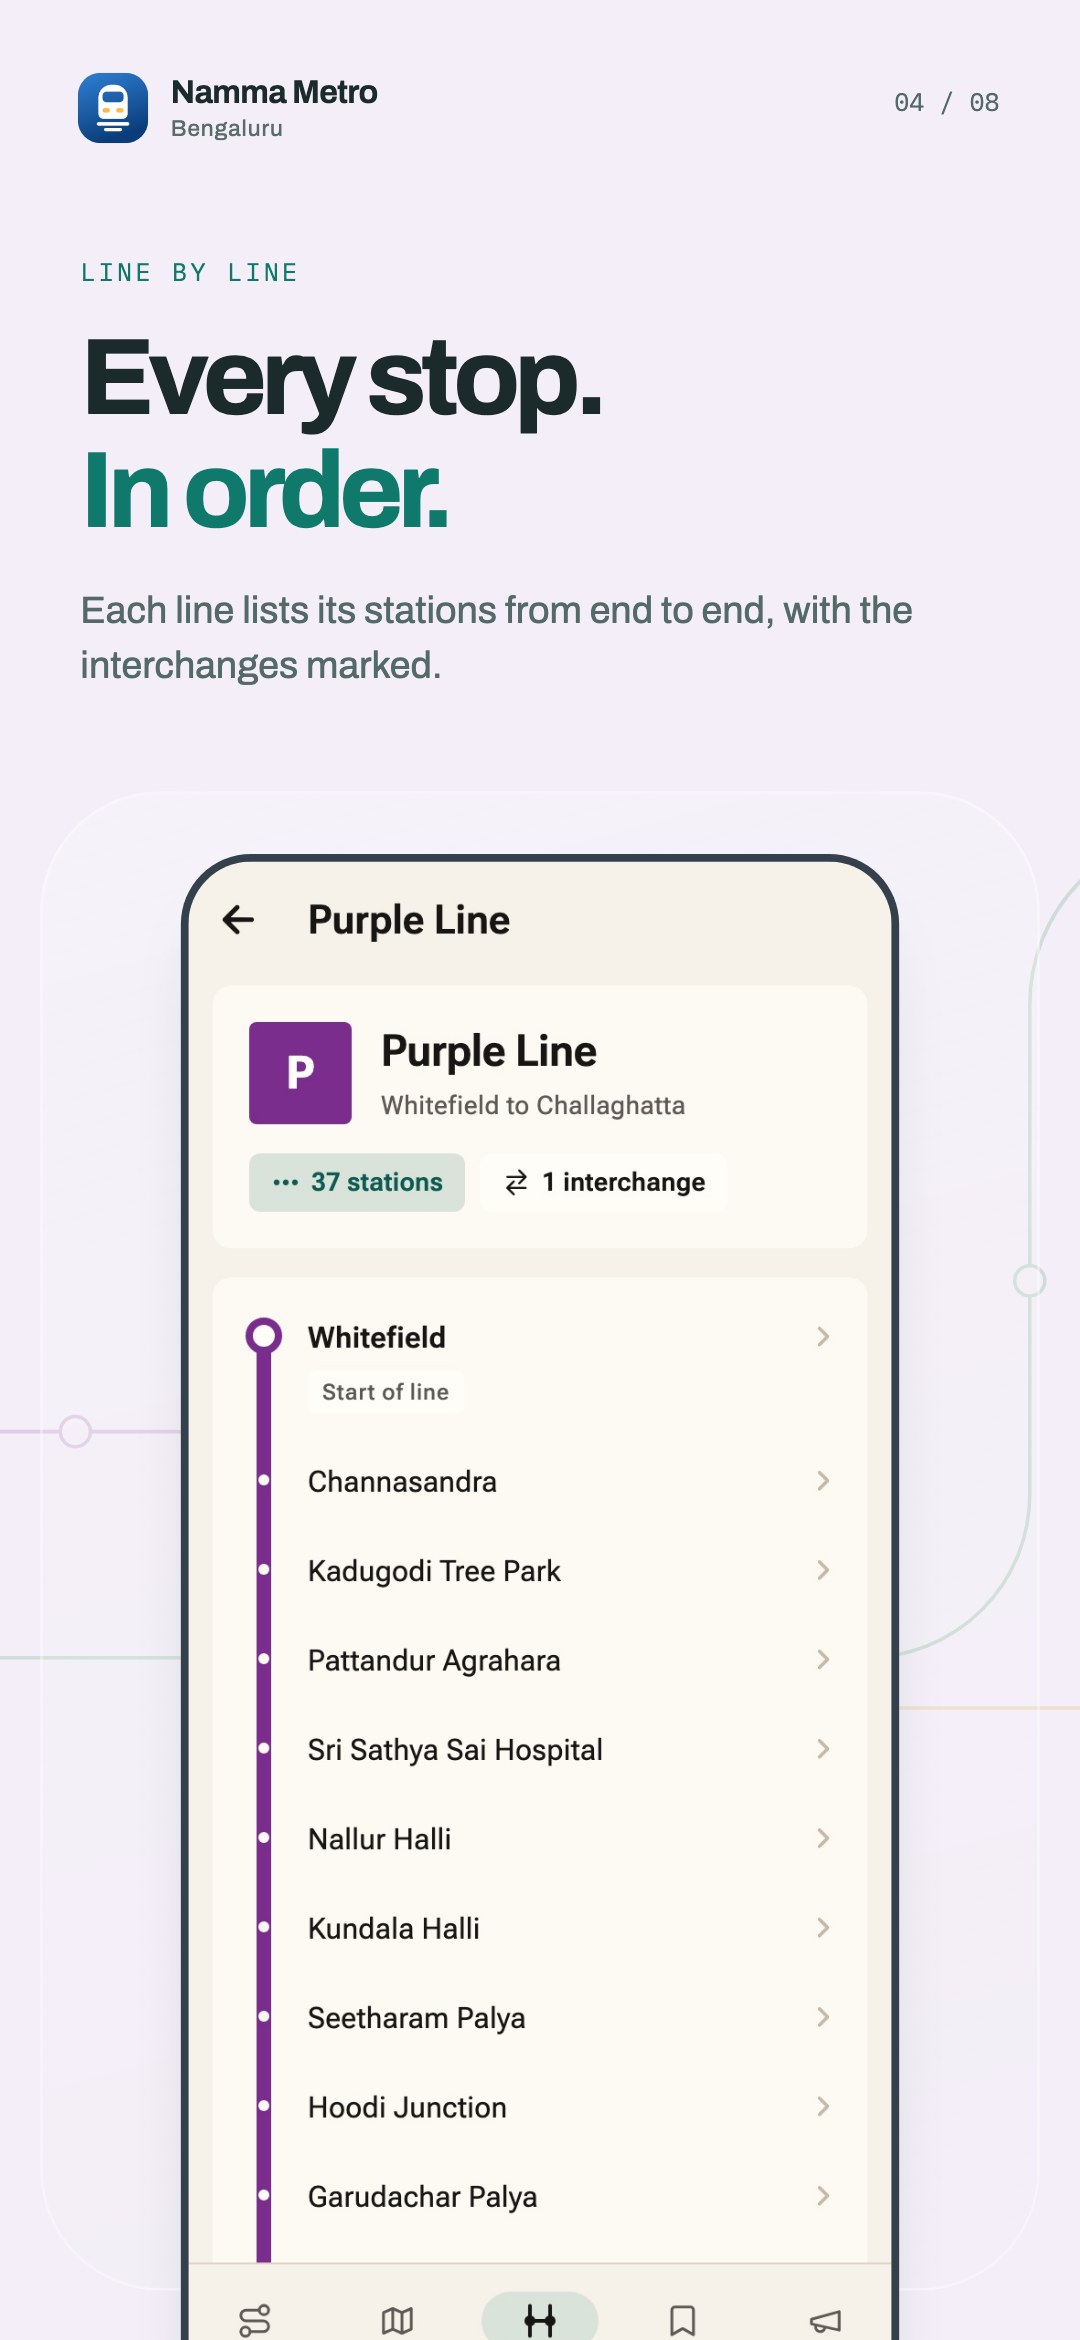 Namma Metro
Bengaluru
04 / 08
LINE BY LINE
Every stop.
In order.
Each line lists its stations from end to end, with the
interchanges marked.
Purple Line
P
Purple Line
Whitefield to Challaghatta
37 stations
1 interchange
Whitefield
Start of line
Channasandra
Kadugodi Tree Park
Pattandur Agrahara
Sri Sathya Sai Hospital
Nallur Halli
Kundala Halli
Seetharam Palya
Hoodi Junction
Garudachar Palya